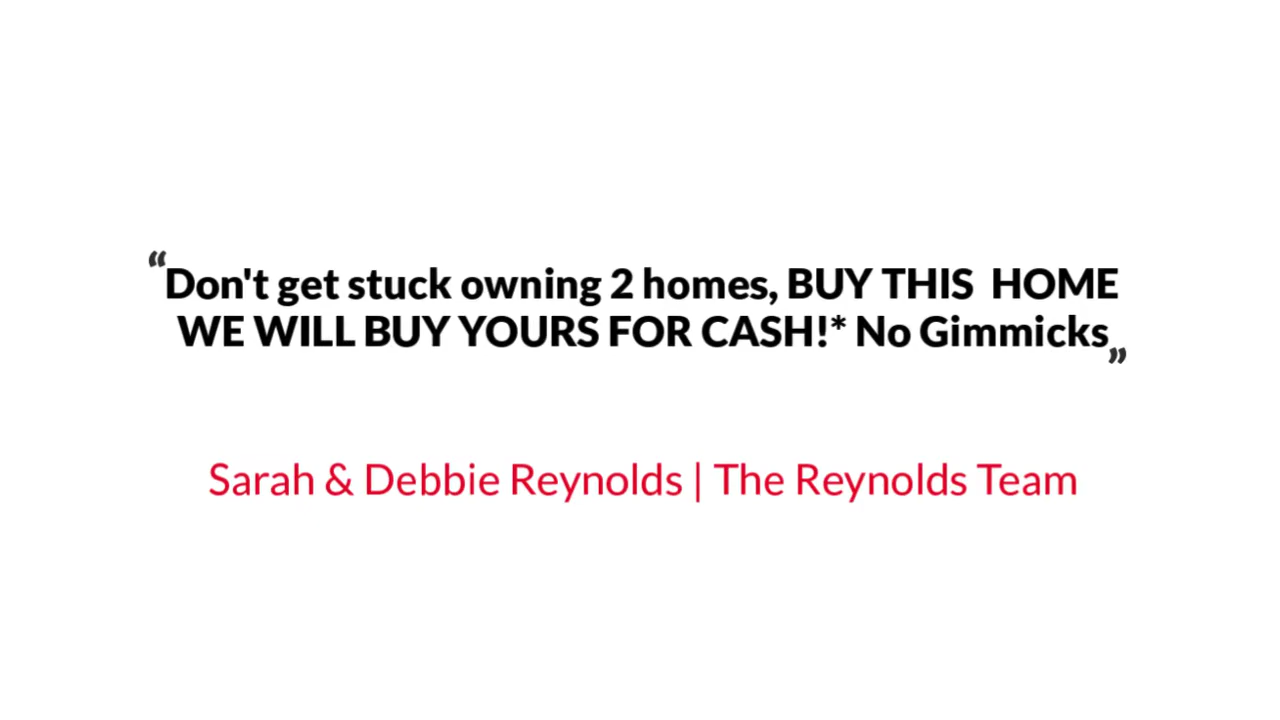 “Don't get stuck owning 2 homes, BUY THIS  HOME
WE WILL BUY YOURS FOR CASH!* No Gimmicks”
Sarah & Debbie Reynolds | The Reynolds Team